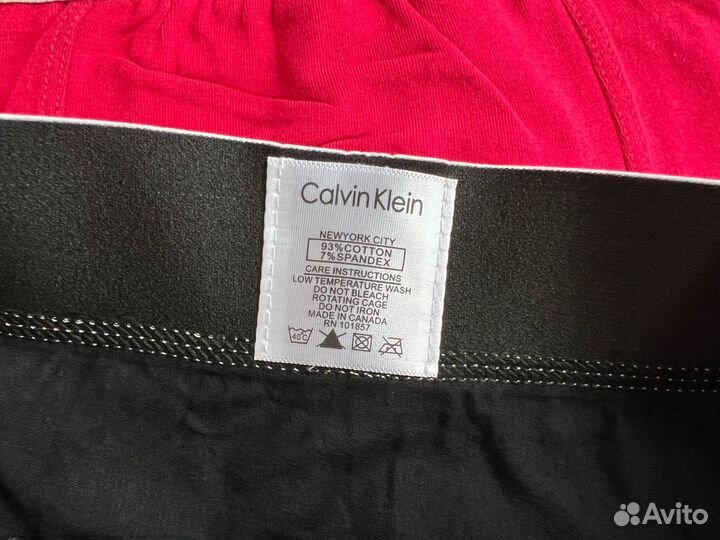 Calvin Klein
NEWYORK CITY
93%COTTON
7%SPANDEX
CARE INSTRUCTIONS
LOW TEMPERATURE WASH
DO NOT BLEACH
ROTATING CAGE
DO NOT IRON
MADE IN CANADA
RN 101857
40C
Avito